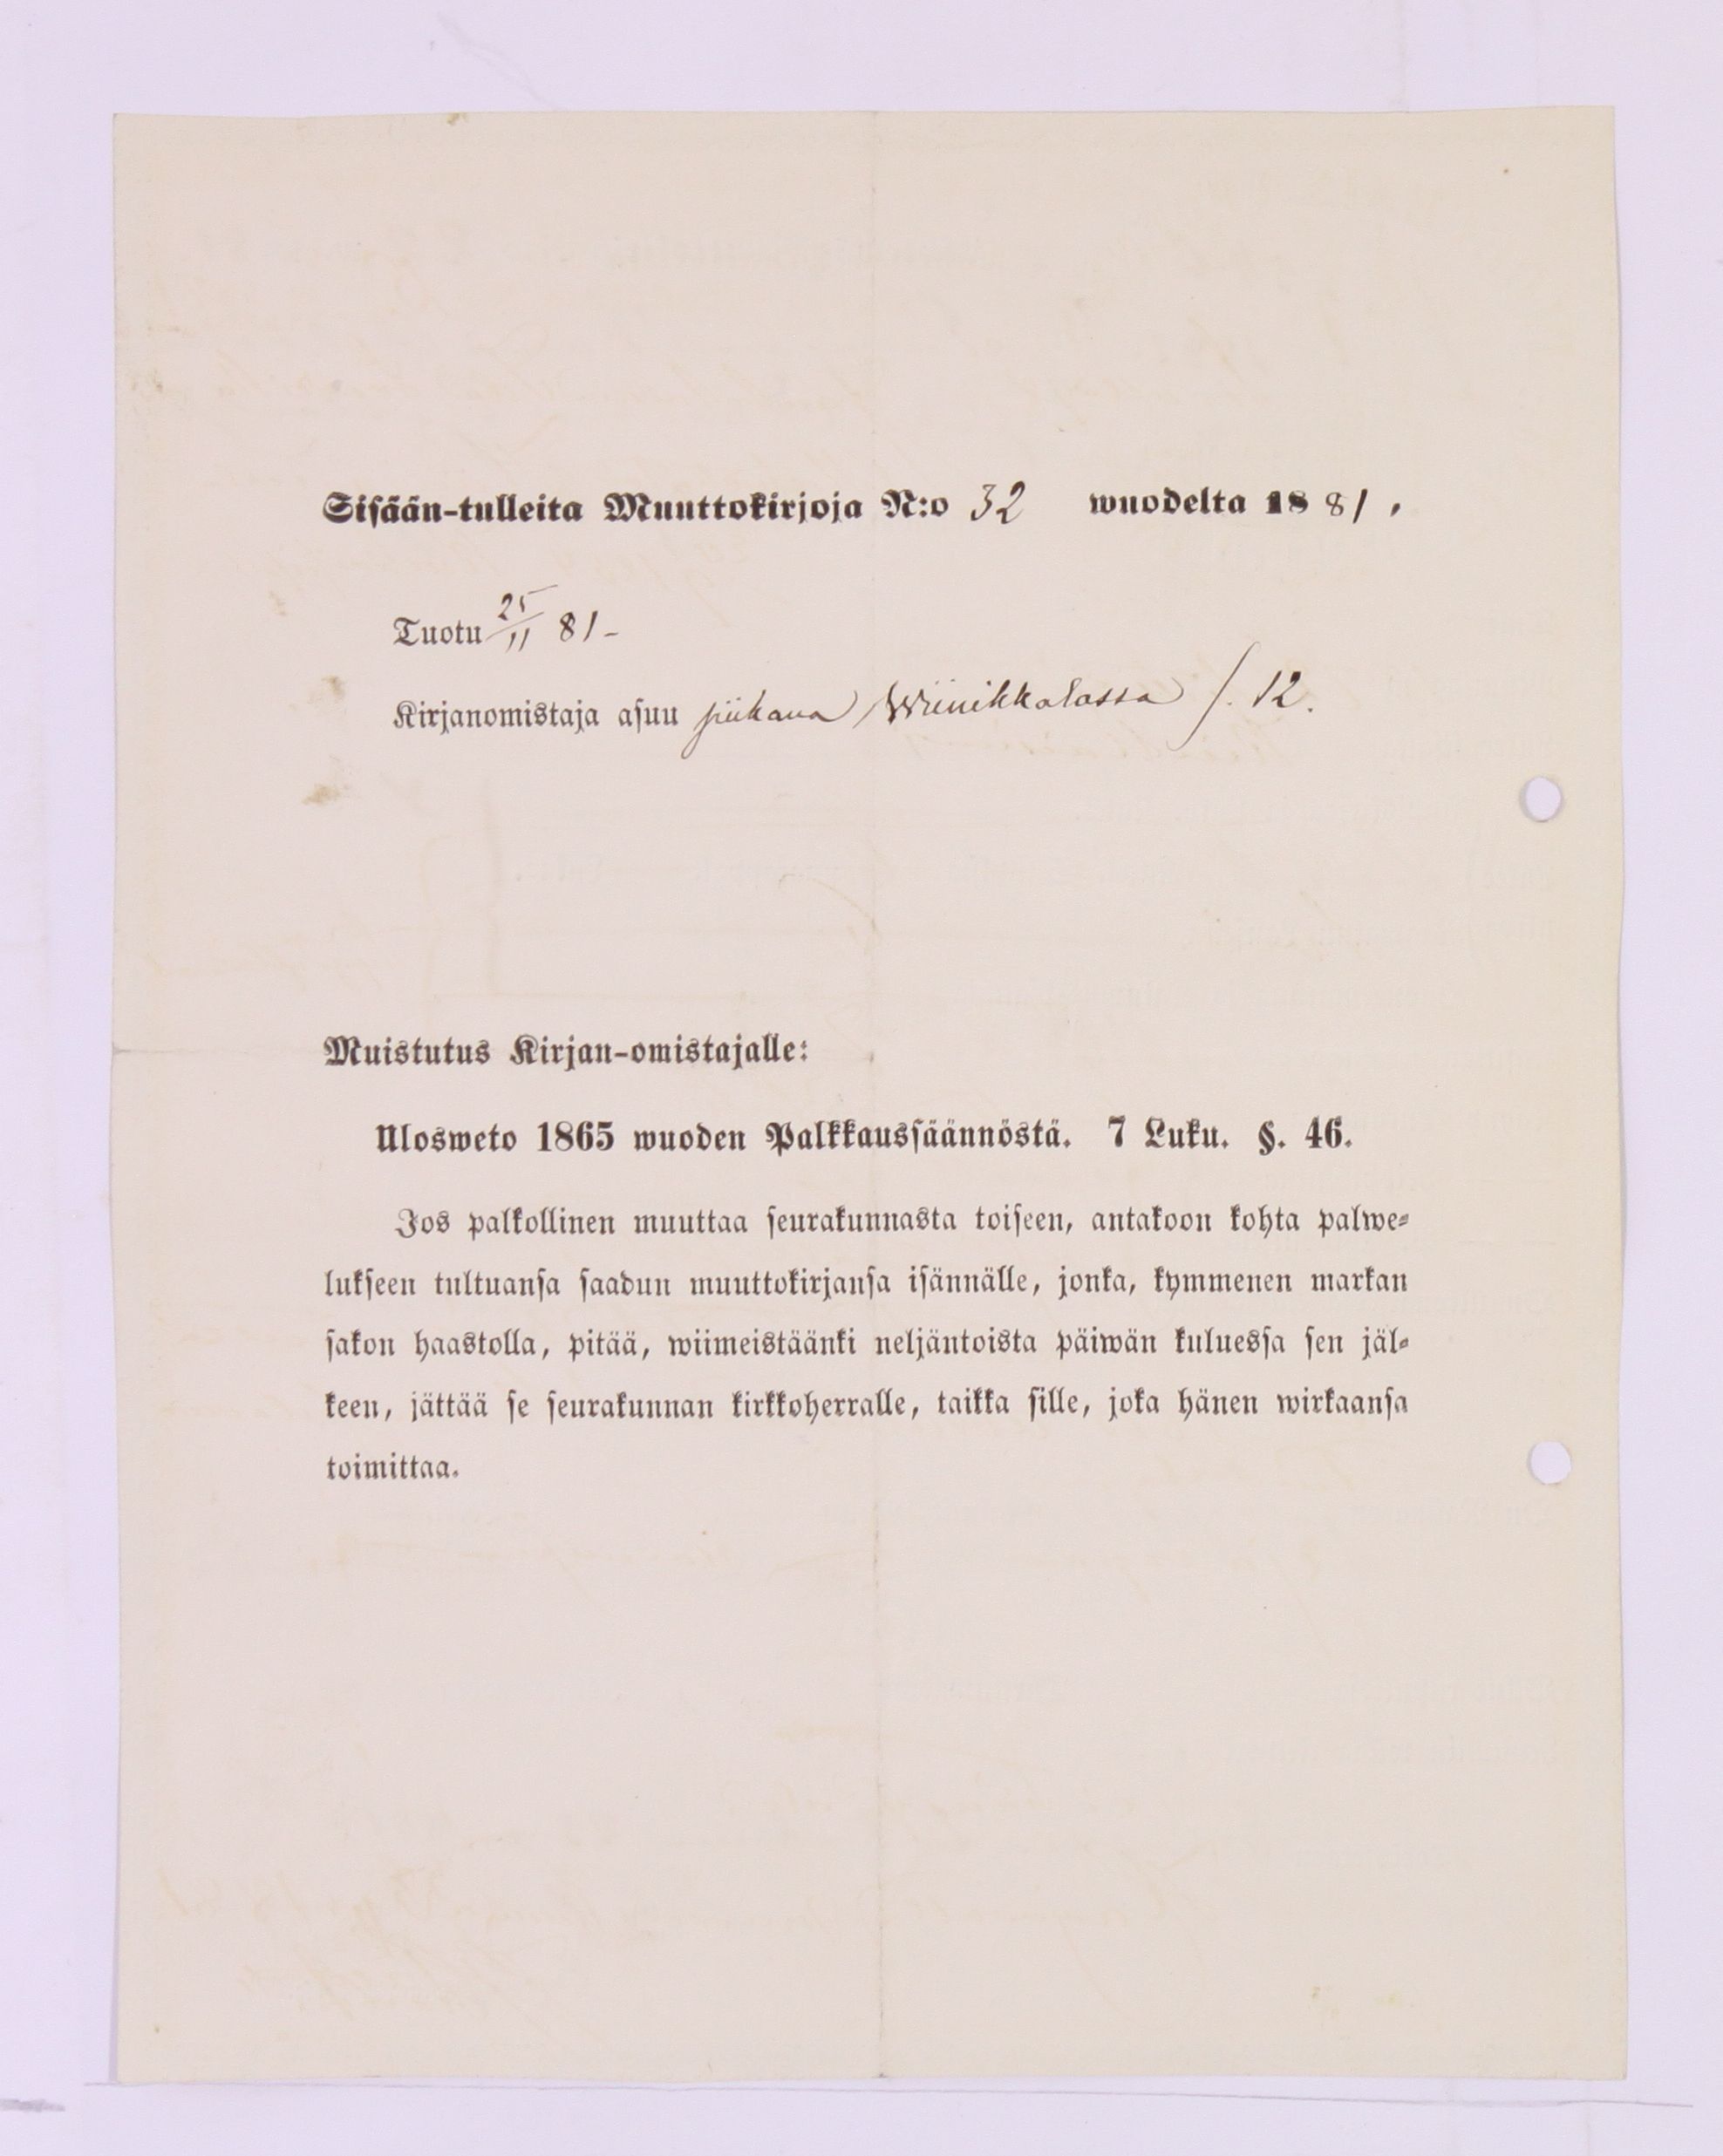 Sisään-tulleita Muuttokirjoja N:o 32 wuodelta 1881.
Tuotu 25/11 81-
Kirjanomistaja asuu piikana Wiinikkalassa s. 12.
Muistutus Kirjan-omistajalle:
Ulosweto 1865 wuoden Palkkaussäännöstä. 7 Luku. §. 46.
Jos palkollinen muuttaa seurakunnasta toiseen, antakoon kohta palwe-
lukseen tultuansa saadun muuttokirjansa isännälle, jonka, kymmenen markan
sakon haastolla, pitää, wiimeistäänki neljäntoista päiwän kuluessa sen jäl-
keen, jättää se seurakunnan kirkkoherralle, taikka sille, joka hänen wirkaansa
toimittaa.